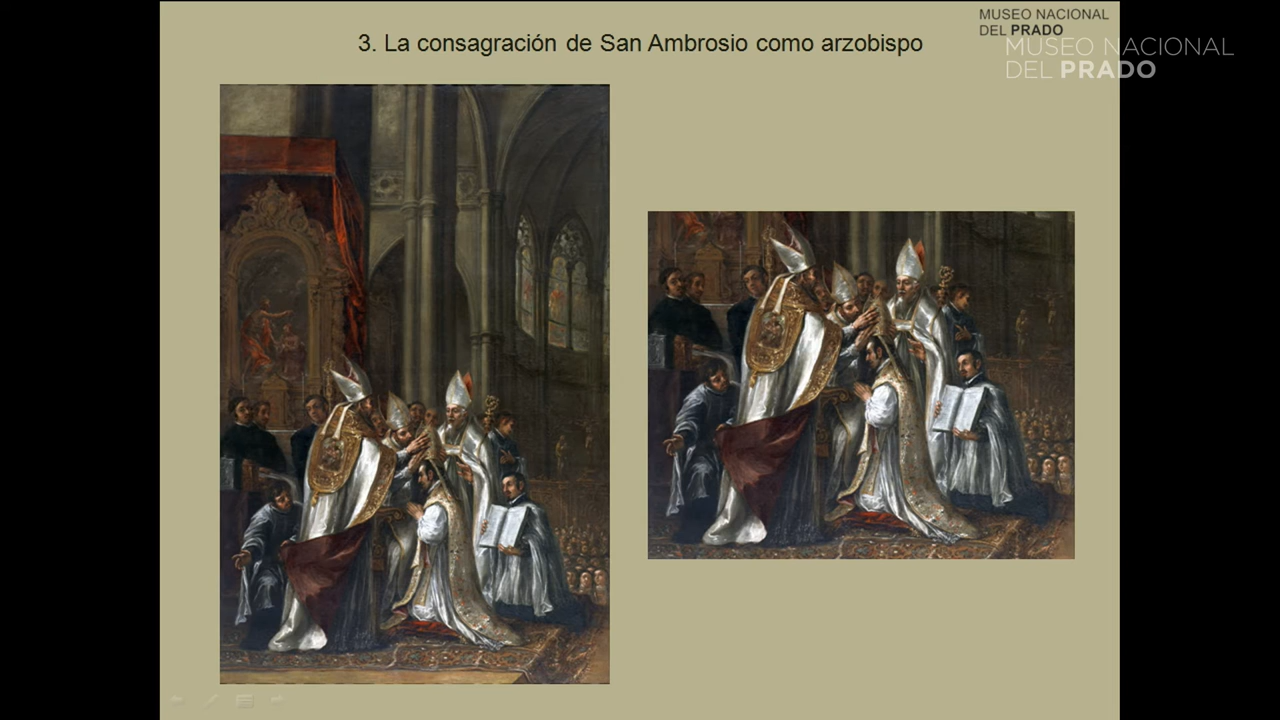 3. La consagración de San Ambrosio como arzobispo
MUSEO NACIONAL
DEL PRADO
MUSEO NACIONAL
DEL PRADO